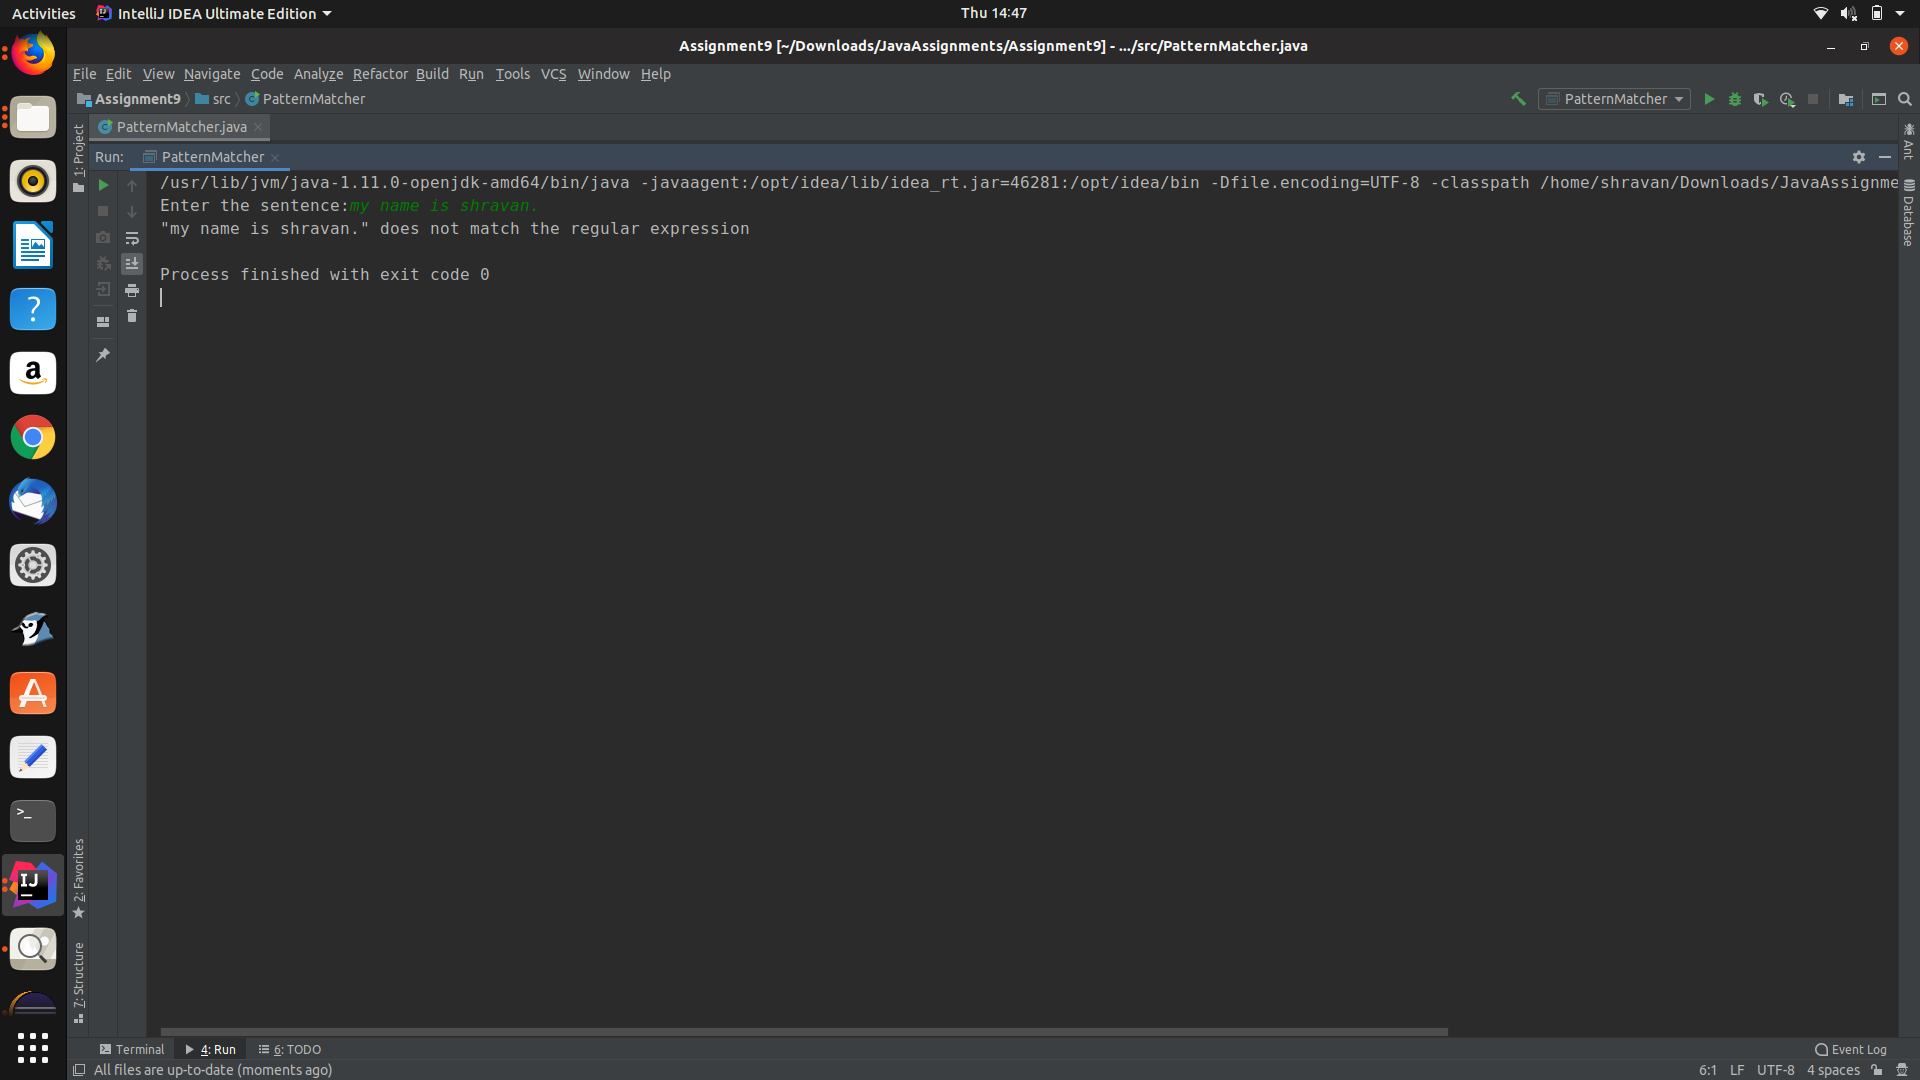 Activities IntelliJ IDEA Ultimate Edition Thu 14:47
Assignment9 [~/Downloads/JavaAssignments/Assignment9] - .../src/PatternMatcher.java
File Edit View Navigate Code Analyze Refactor Build Run Tools VCS Window Help
Assignment9 src PatternMatcher PatternMatcher
PatternMatcher.java
Run: PatternMatcher
/usr/lib/jvm/java-1.11.0-openjdk-amd64/bin/java -javaagent:/opt/idea/lib/idea_rt.jar=46281:/opt/idea/bin -Dfile.encoding=UTF-8 -classpath /home/shravan/Downloads/JavaAssignme
Enter the sentence:my name is shravan.
"my name is shravan." does not match the regular expression
Process finished with exit code 0
1: Project
2: Favorites
7: Structure
Ant
Database
Terminal 4: Run 6: TODO Event Log
All files are up-to-date (moments ago) 6:1 LF UTF-8 4 spaces